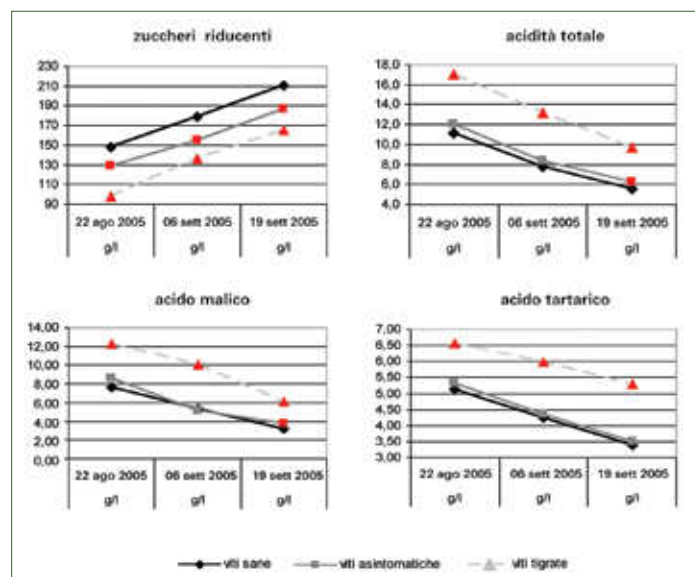 zuccheri riducenti
230
210
190
170
150
130
110
90
22 ago 2005 06 sett 2005 19 sett 2005
g/l g/l g/l
acidità totale
18,0
16,0
14,0
12,0
10,0
8,0
6,0
4,0
22 ago 2005 06 sett 2005 19 sett 2005
g/l g/l g/l
acido malico
14,00
12,00
10,00
8,00
6,00
4,00
2,00
0,00
22 ago 2005 06 sett 2005 19 sett 2005
g/l g/l g/l
acido tartarico
7,00
6,50
6,00
5,50
5,00
4,50
4,00
3,50
3,00
22 ago 2005 06 sett 2005 19 sett 2005
g/l g/l g/l
viti sane viti asintomatiche viti tigrate